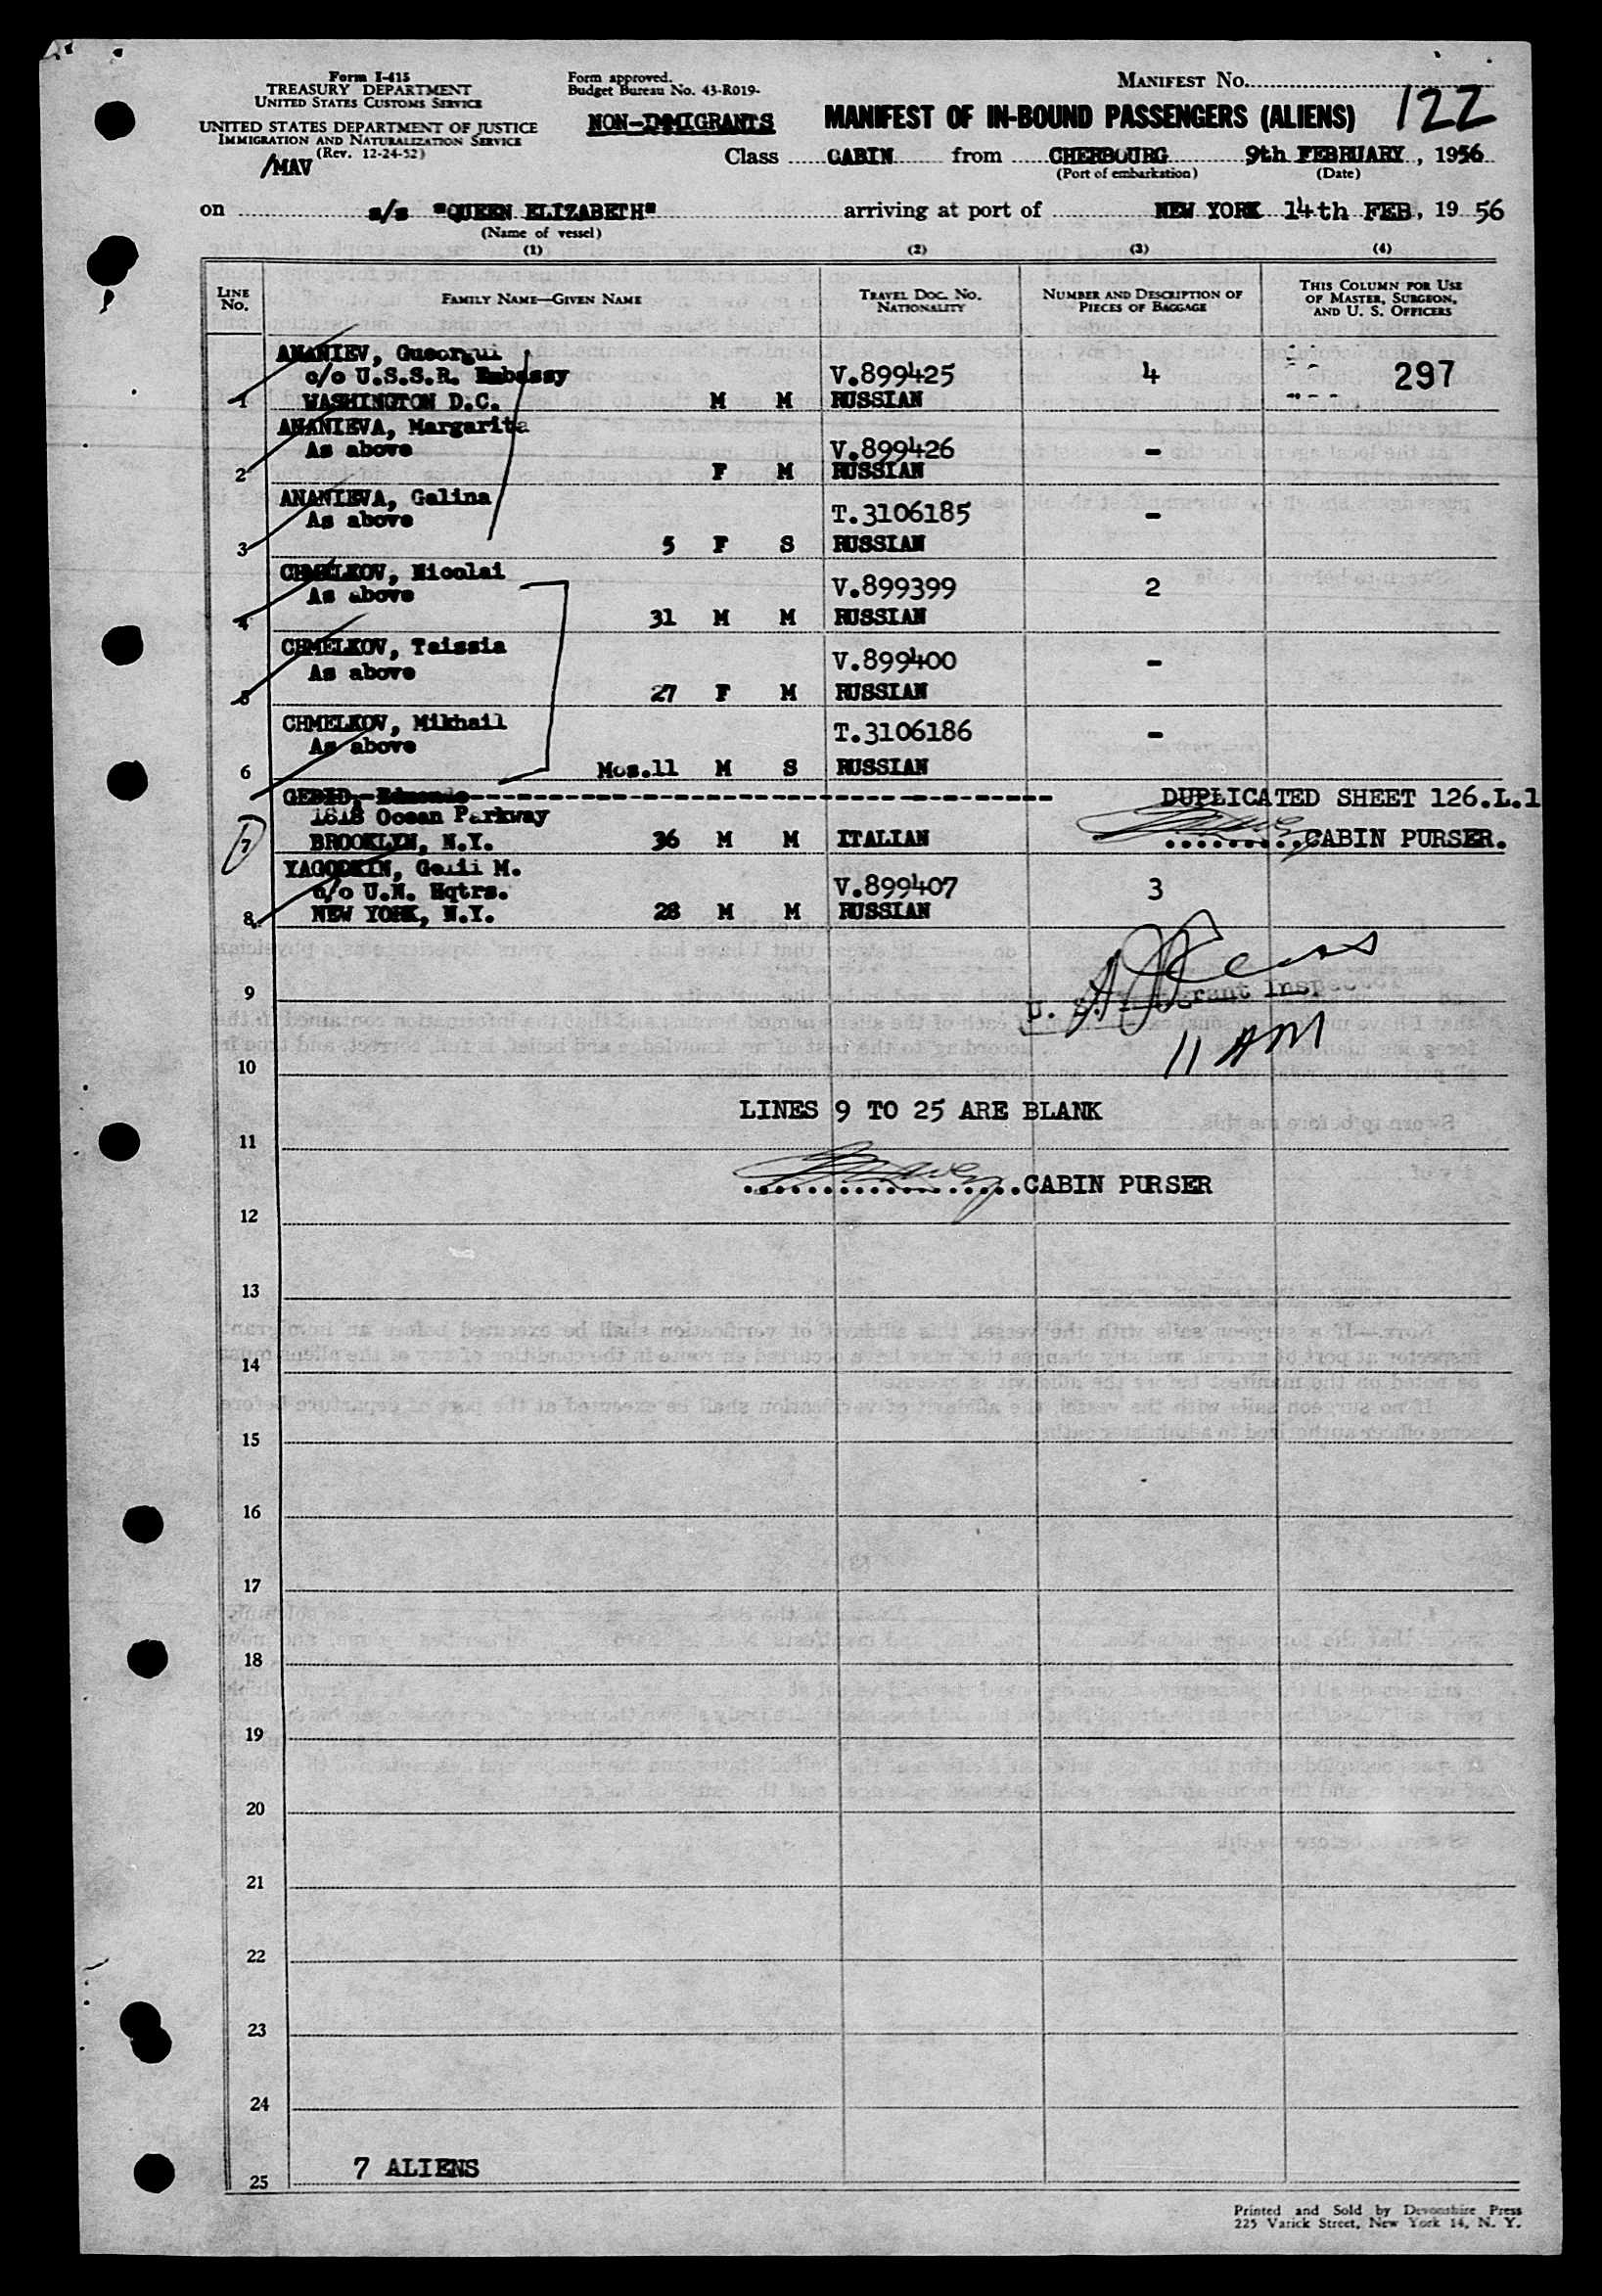 Form I-415
TREASURY DEPARTMENT
UNITED STATES CUSTOMS SERVICE
UNITED STATES DEPARTMENT OF JUSTICE
IMMIGRATION AND NATURALIZATION SERVICE
(Rev. 12-24-52)
/MAV
Form approved.
Budget Bureau No. 43-R019-
NON-IMMIGRANTS
MANIFEST NO. 122
MANIFEST OF IN-BOUND PASSENGERS (ALIENS)
Class CABIN from CHERBOURG 9th FEBRUARY, 1956
(Port of embarkation) (Date)
on s/s "QUEEN ELIZABETH" arriving at port of NEW YORK 14th FEB, 19 56
(Name of vessel)
(1) (2) (3) (4)
LINE NO. FAMILY NAME—GIVEN NAME TRAVEL DOC. NO. NATIONALITY NUMBER AND DESCRIPTION OF PIECES OF BAGGAGE THIS COLUMN FOR USE OF MASTER, SURGEON, AND U. S. OFFICERS
ANANIEV, Gueorgui
c/o U.S.S.R. Embassy V.899425 4 297
1 WASHINGTON D.C. M M RUSSIAN
ANANIEVA, Margarita
As above V.899426 -
2 F M RUSSIAN
ANANIEVA, Galina
As above T.3106185 -
3 5 F S RUSSIAN
CHMELKOV, Nicolai
As above V.899399 2
4 31 M M RUSSIAN
CHMELKOV, Taissia
As above V.899400 -
5 27 F M RUSSIAN
CHMELKOV, Mikhail
As above T.3106186 -
6 Mos.11 M S RUSSIAN
Edmondo DUPLICATED SHEET 126.L.1
1818 Ocean Parkway
7 BROOKLYN, N.Y. 36 M M ITALIAN CABIN PURSER.
YAGODKIN, M.
c/o U.N. Hqtrs. V.899407 3
8 NEW YORK, N.Y. 28 M M RUSSIAN
9
U. S. Immigrant Inspector
11 AM
10
LINES 9 TO 25 ARE BLANK
11
CABIN PURSER
12
13
14
15
16
17
18
19
20
21
22
23
24
7 ALIENS
25
Printed and Sold by Devonshire Press
225 Varick Street, New York 14, N. Y.